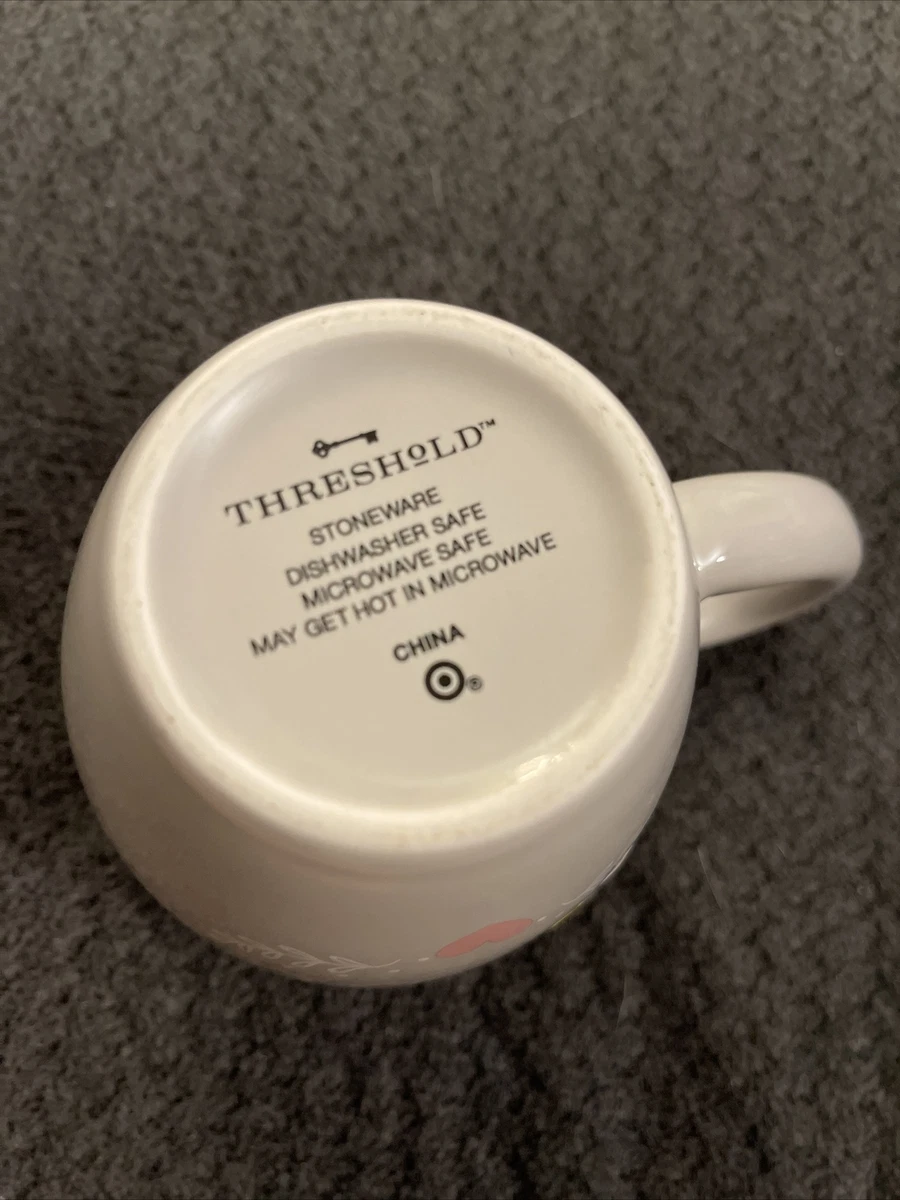 THRESHOLD™
STONEWARE
DISHWASHER SAFE
MICROWAVE SAFE
MAY GET HOT IN MICROWAVE
CHINA
®